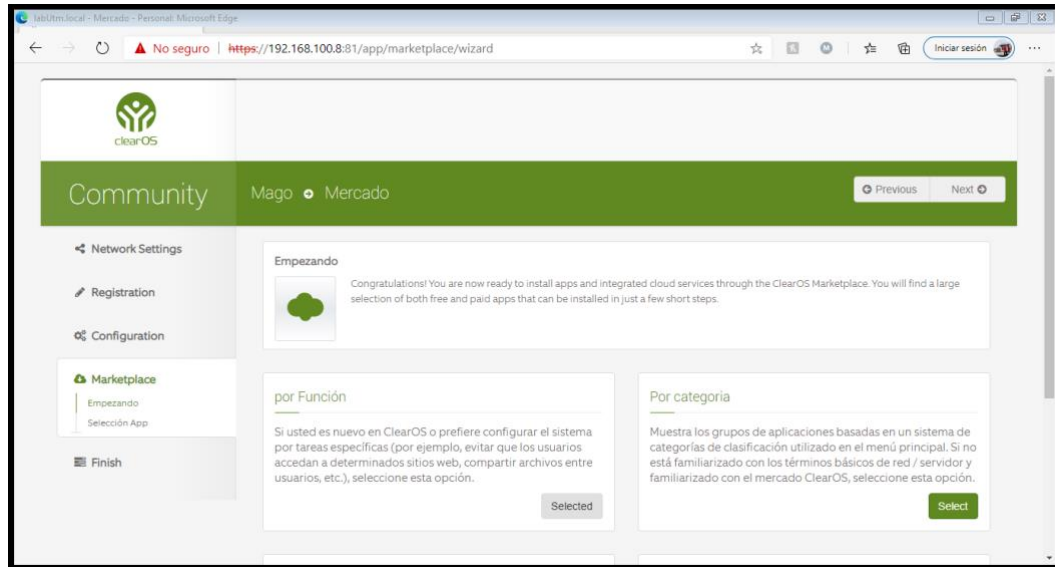 labUtm.local - Mercado - Personal: Microsoft Edge
No seguro | https://192.168.100.8:81/app/marketplace/wizard
Iniciar sesión
clearOS
Community
Mago Mercado
Previous
Next
Network Settings
Registration
Configuration
Marketplace
Empezando
Selección App
Finish
Empezando
Congratulations! You are now ready to install apps and integrated cloud services through the ClearOS Marketplace. You will find a large
selection of both free and paid apps that can be installed in just a few short steps.
por Función
Si usted es nuevo en ClearOS o prefiere configurar el sistema
por tareas específicas (por ejemplo, evitar que los usuarios
accedan a determinados sitios web, compartir archivos entre
usuarios, etc.), seleccione esta opción.
Selected
Por categoria
Muestra los grupos de aplicaciones basadas en un sistema de
categorías de clasificación utilizado en el menú principal. Si no
está familiarizado con los términos básicos de red / servidor y
familiarizado con el mercado ClearOS, seleccione esta opción.
Select